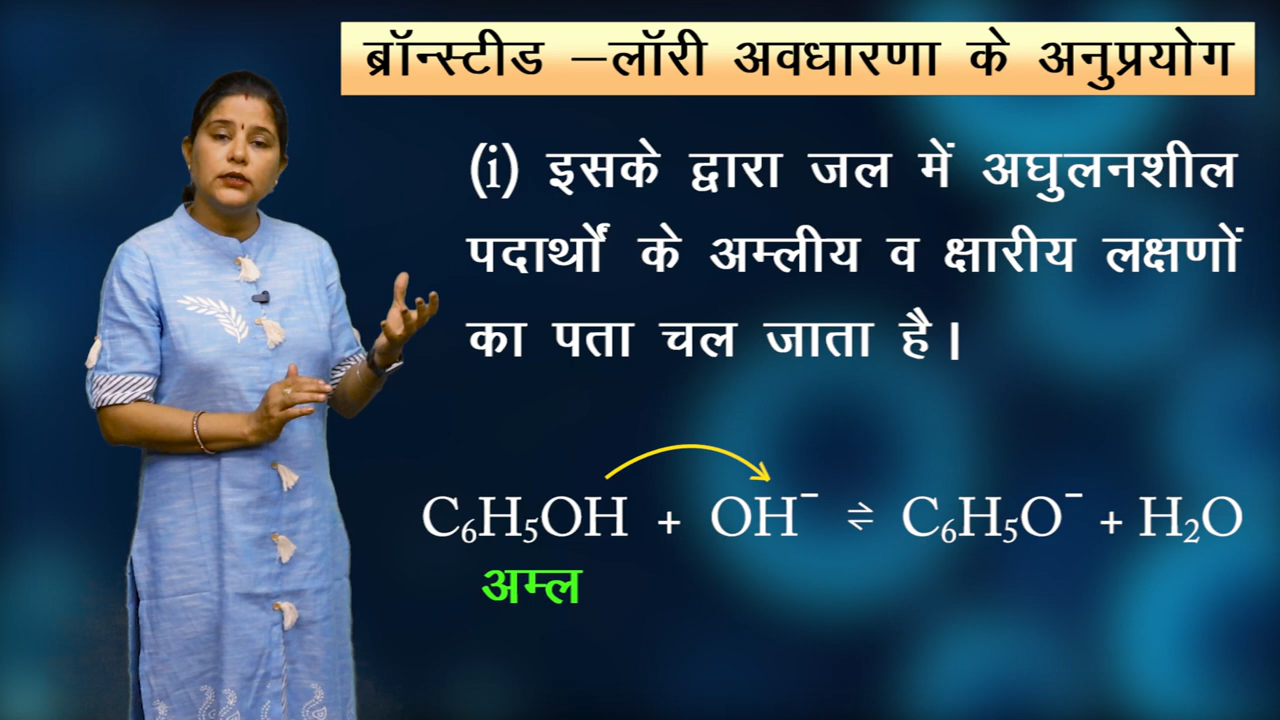 ब्रॉन्स्टीड –लॉरी अवधारणा के अनुप्रयोग
(i) इसके द्वारा जल में अघुलनशील
पदार्थों के अम्लीय व क्षारीय लक्षणों
का पता चल जाता है।
C₆H₅OH + OH⁻ ⇌ C₆H₅O⁻ + H₂O
अम्ल